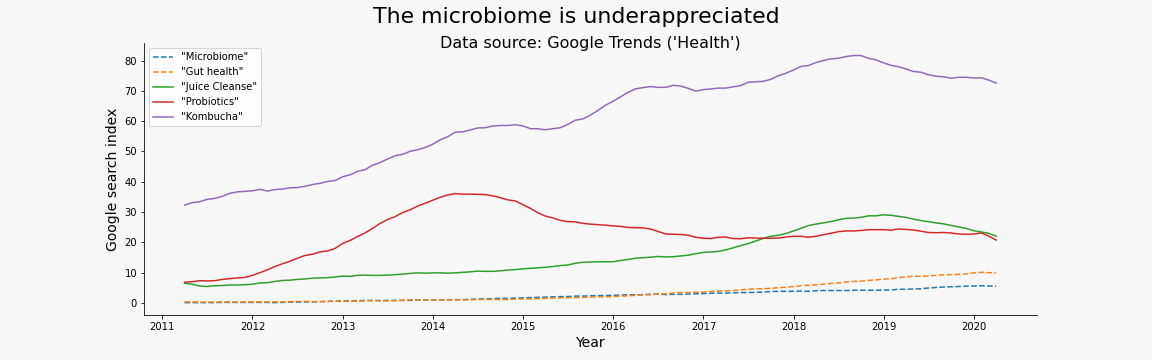 The microbiome is underappreciated
Data source: Google Trends ('Health')
"Microbiome"
"Gut health"
"Juice Cleanse"
"Probiotics"
"Kombucha"
Google search index
80
70
60
50
40
30
20
10
0
2011 2012 2013 2014 2015 2016 2017 2018 2019 2020
Year